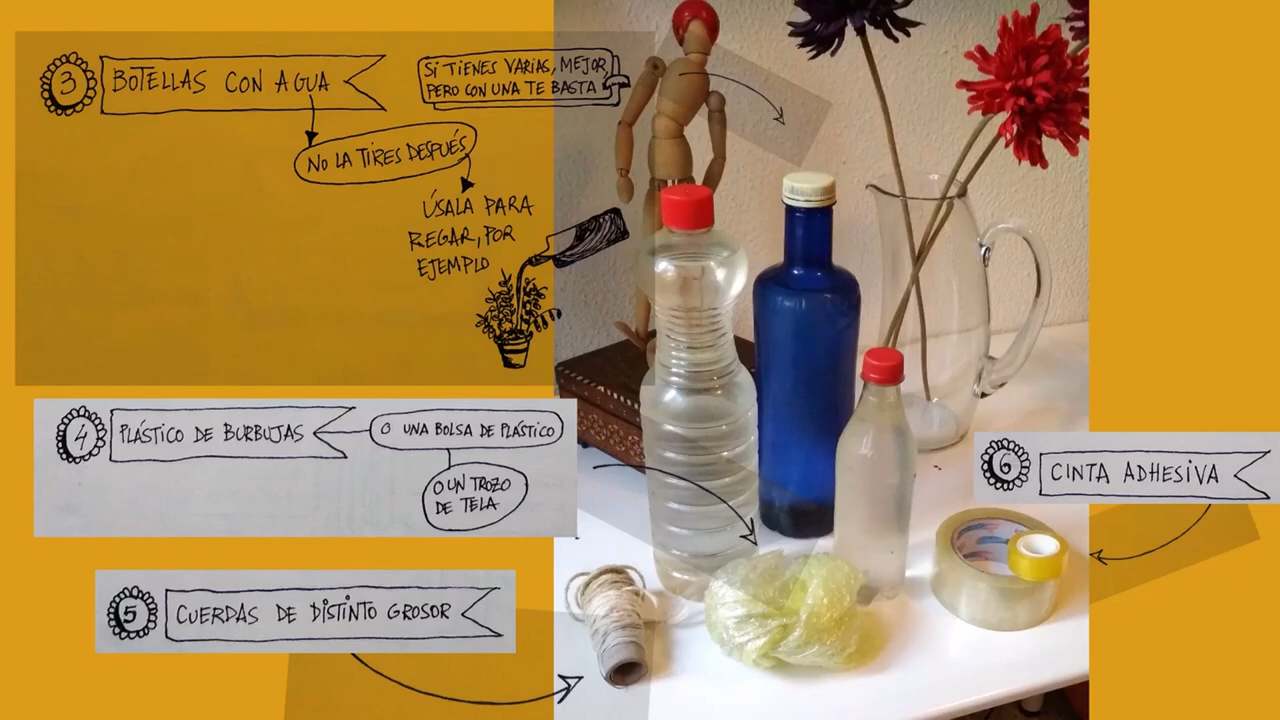 3
BOTELLAS CON AGUA
SI TIENES VARIAS, MEJOR,
PERO CON UNA TE BASTA
NO LA TIRES DESPUÉS
ÚSALA PARA
REGAR, POR
EJEMPLO
4
PLÁSTICO DE BURBUJAS
O UNA BOLSA DE PLÁSTICO
O UN TROZO
DE TELA
5
CUERDAS DE DISTINTO GROSOR
6
CINTA ADHESIVA